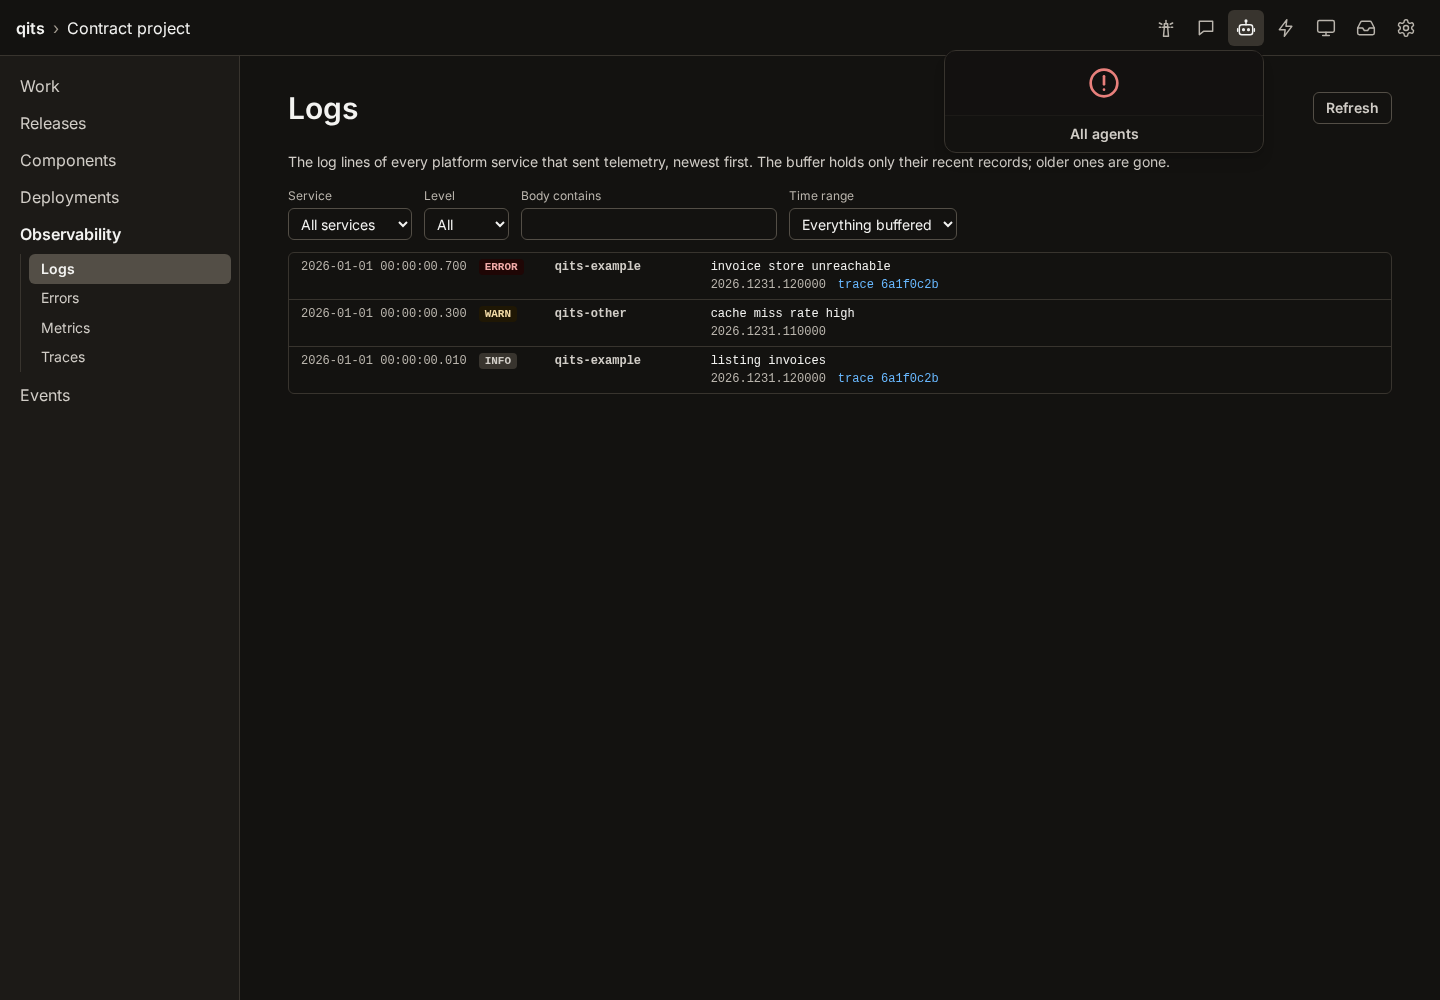 qits › Contract project
Work
Releases
Components
Deployments
Observability
Logs
Errors
Metrics
Traces
Events
All agents
Logs
Refresh
The log lines of every platform service that sent telemetry, newest first. The buffer holds only their recent records; older ones are gone.
Service Level Body contains Time range
All services All Everything buffered
2026-01-01 00:00:00.700 ERROR qits-example invoice store unreachable
2026.1231.120000 trace 6a1f0c2b
2026-01-01 00:00:00.300 WARN qits-other cache miss rate high
2026.1231.110000
2026-01-01 00:00:00.010 INFO qits-example listing invoices
2026.1231.120000 trace 6a1f0c2b